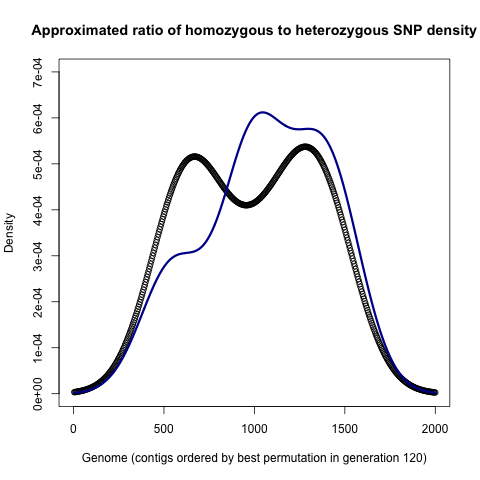 Approximated ratio of homozygous to heterozygous SNP density
Density
7e-04
6e-04
5e-04
4e-04
3e-04
2e-04
1e-04
0e+00
0
500
1000
1500
2000
Genome (contigs ordered by best permutation in generation 120)